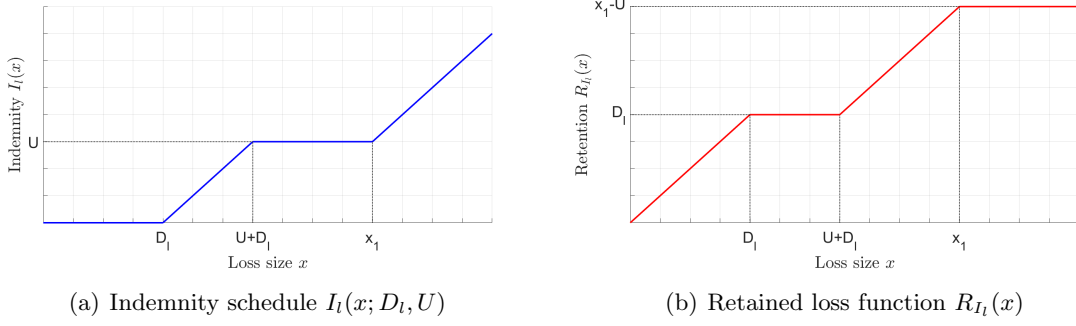 Indemnity $I_l(x)$
U
D_l U+D_l x_1
Loss size $x$
(a) Indemnity schedule $I_l(x; D_l, U)$
Retention $R_{I_l}(x)$
x_1-U
D_l
D_l U+D_l x_1
Loss size $x$
(b) Retained loss function $R_{I_l}(x)$